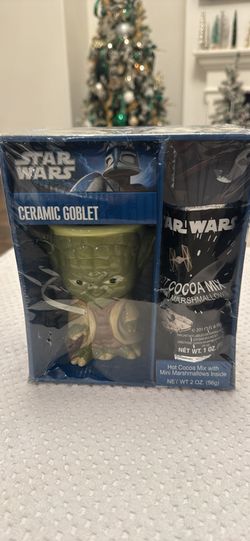 STAR
WARS
CERAMIC GOBLET
STAR WARS
COCOA MIX
MARSHMALLOWS
NET WT. 1 OZ.
Hot Cocoa Mix with
Mini Marshmallows Inside
NET WT 2 OZ. (56g)